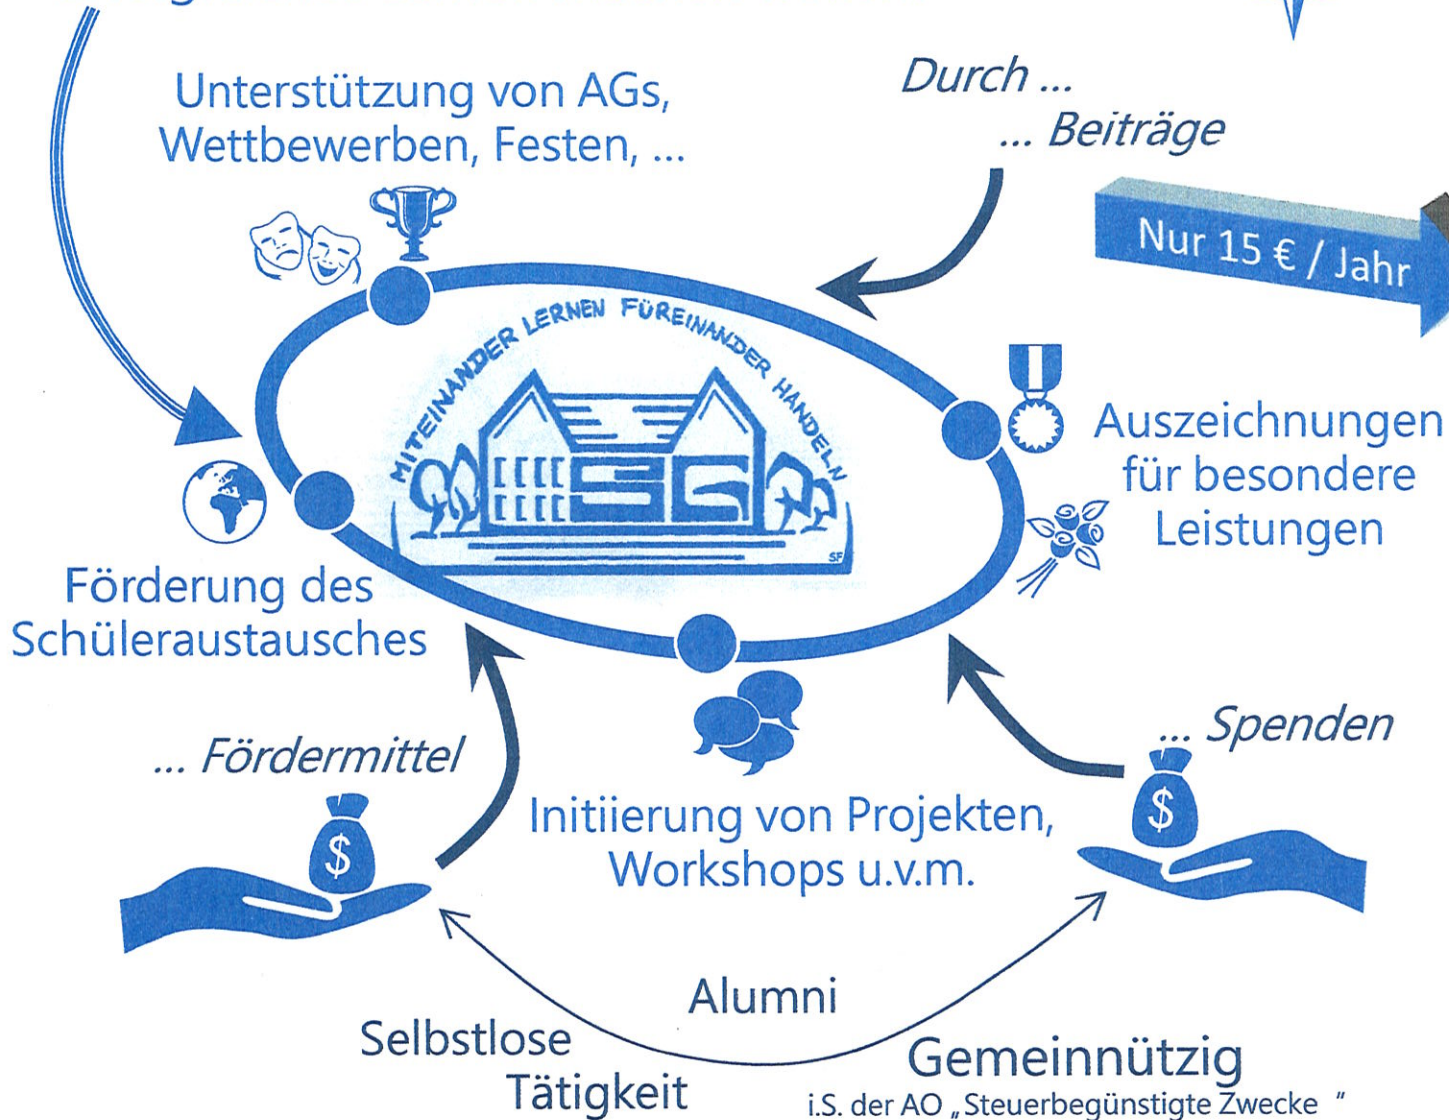 Unterstützung von AGs,
Wettbewerben, Festen, ...
Durch ...
... Beiträge
Nur 15 € / Jahr
MITEINANDER LERNEN FÜREINANDER HANDELN
SG
SF
Auszeichnungen
für besondere
Leistungen
Förderung des
Schüleraustausches
... Fördermittel
... Spenden
$
$
Initiierung von Projekten,
Workshops u.v.m.
Alumni
Selbstlose
Tätigkeit
Gemeinnützig
i.S. der AO „Steuerbegünstigte Zwecke "